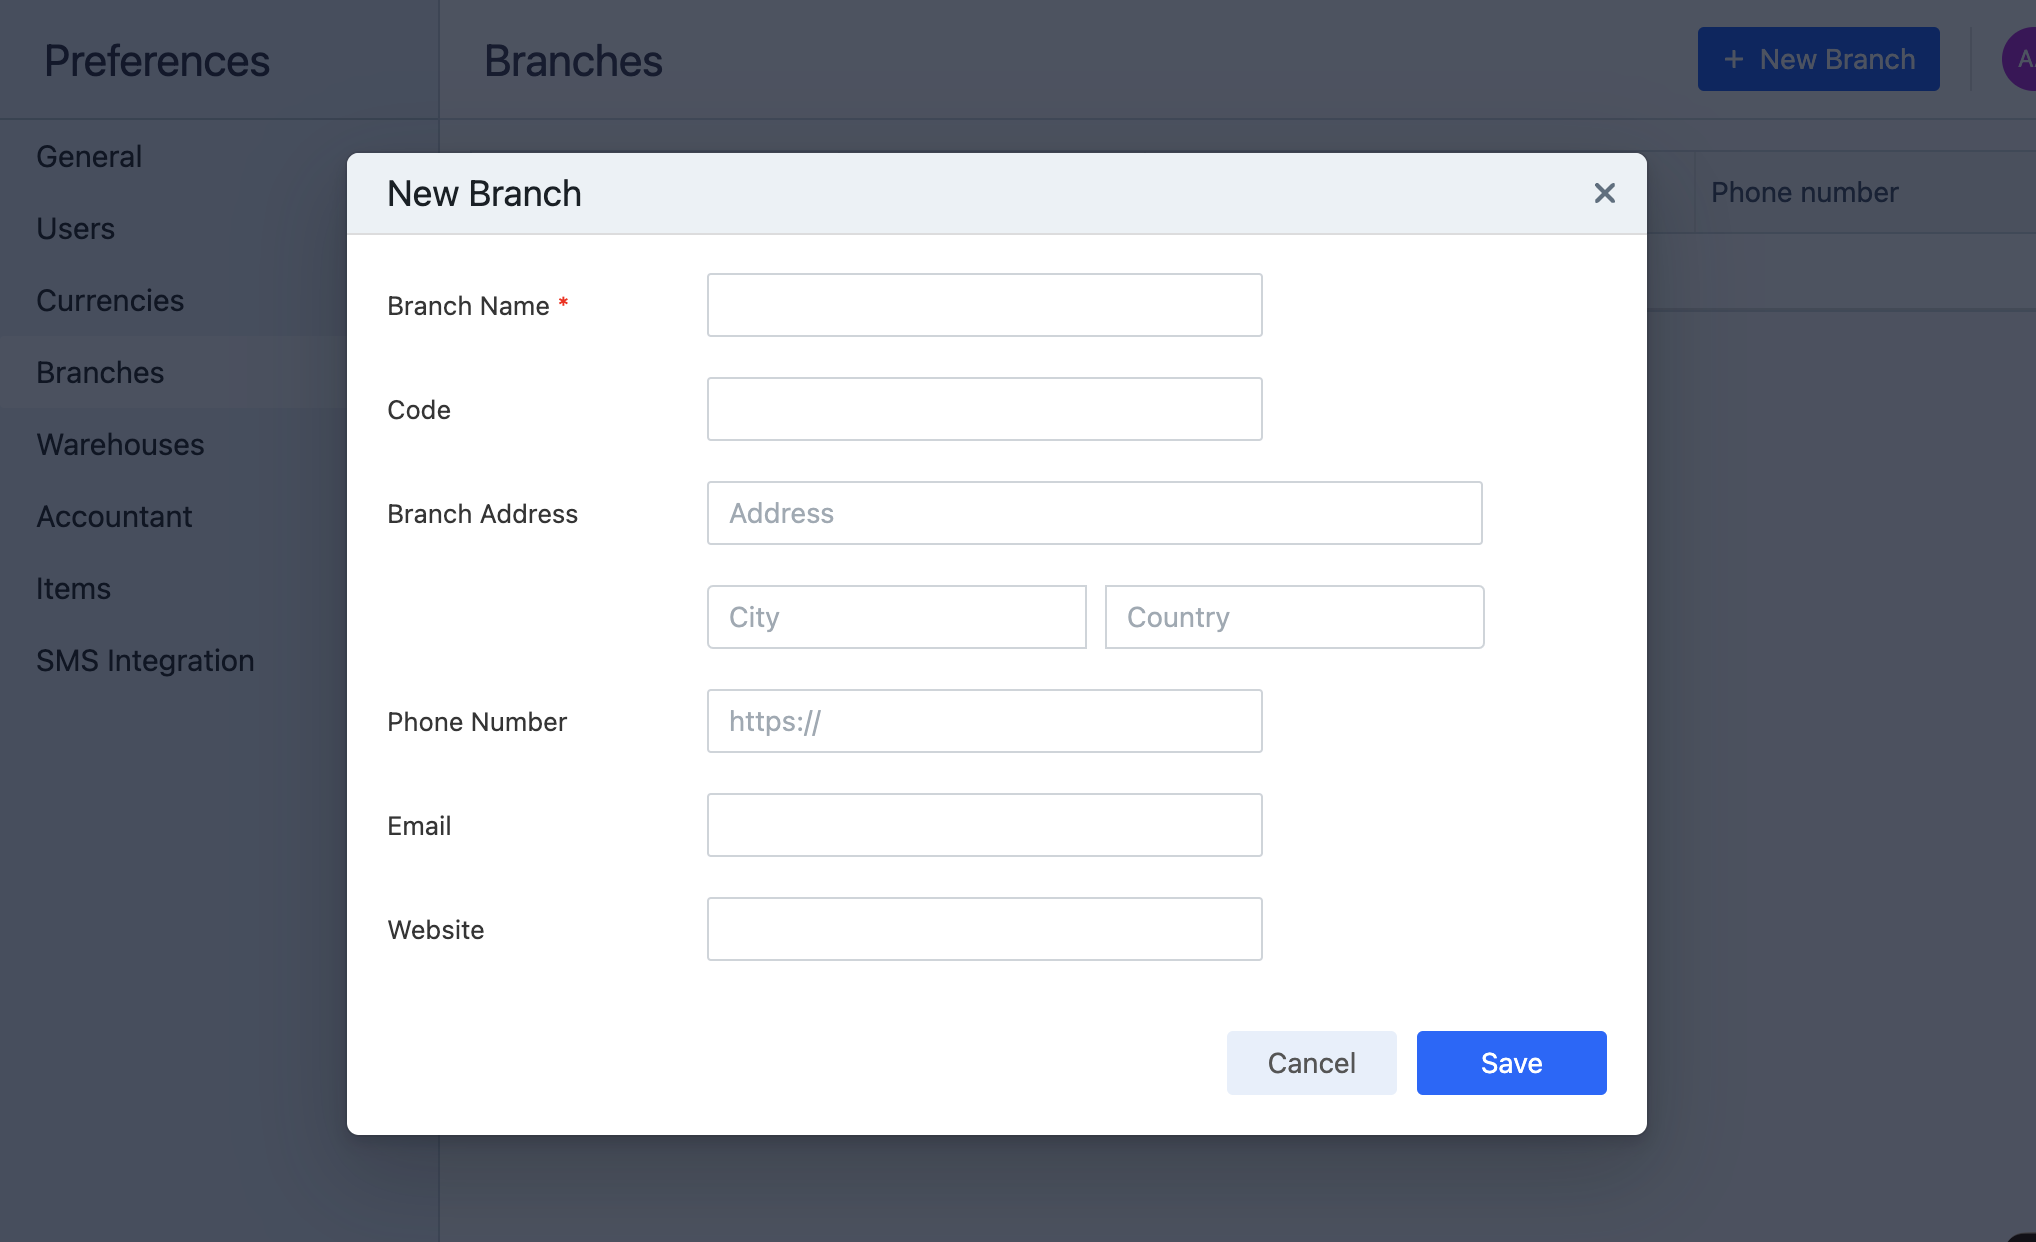 Preferences
Branches
+ New Branch
A
General
Users
Currencies
Branches
Warehouses
Accountant
Items
SMS Integration
Phone number
New Branch
Branch Name *
Code
Branch Address
Address
City
Country
Phone Number
https://
Email
Website
Cancel
Save